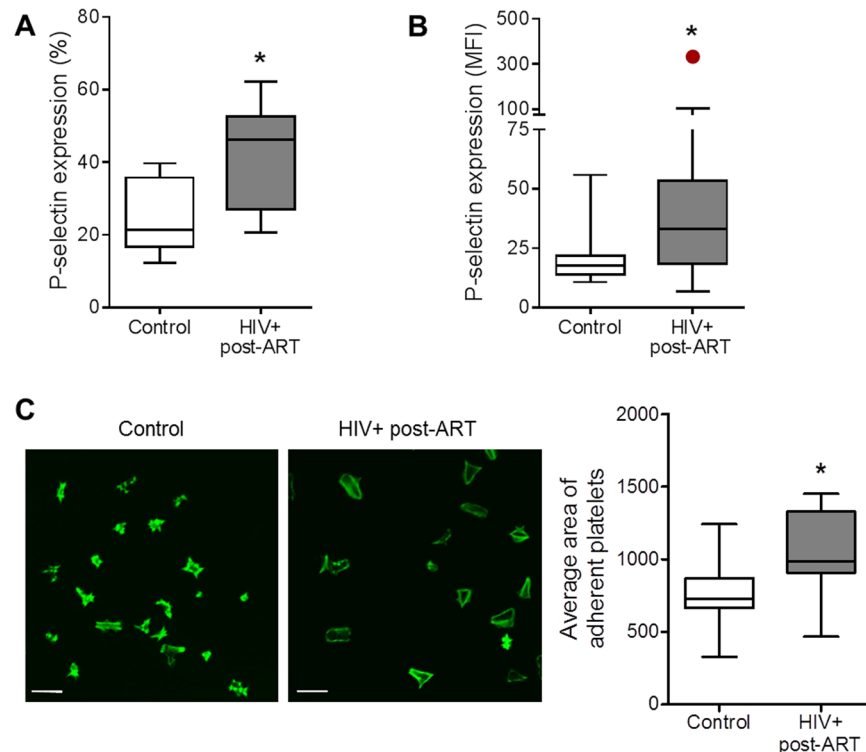 A
P-selectin expression (%)
80
60
40
20
0
*
Control
HIV+
post-ART
B
P-selectin expression (MFI)
500
300
100
75
50
25
0
*
Control
HIV+
post-ART
C
Control
HIV+ post-ART
Average area of
adherent platelets
2000
1500
1000
500
0
*
Control
HIV+
post-ART